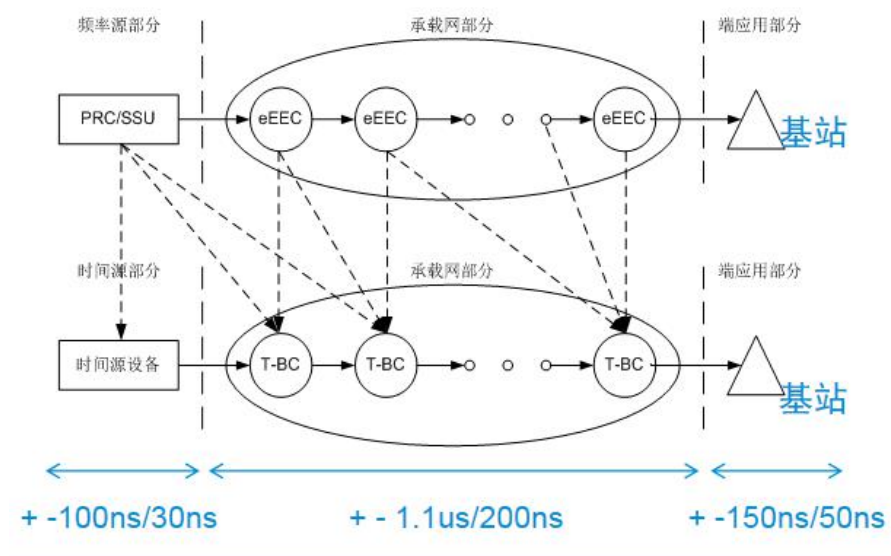 频率源部分 承载网部分 端应用部分
PRC/SSU eEEC eEEC eEEC 基站
时间源部分 承载网部分 端应用部分
时间源设备 T-BC T-BC T-BC 基站
+ -100ns/30ns + - 1.1us/200ns + -150ns/50ns